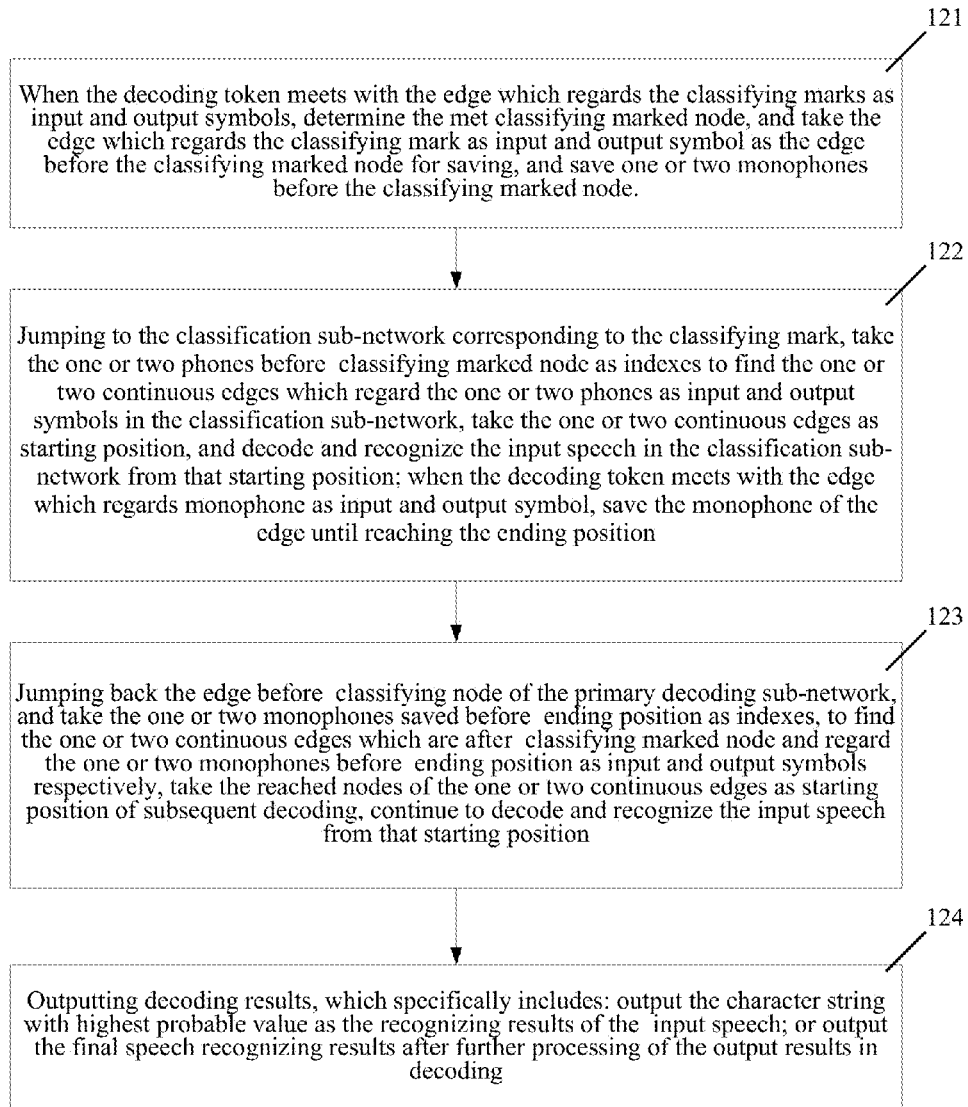 121
When the decoding token meets with the edge which regards the classifying marks as
input and output symbols, determine the met classifying marked node, and take the
edge which regards the classifying mark as input and output symbol as the edge
before the classifying marked node for saving, and save one or two monophones
before the classifying marked node.
122
Jumping to the classification sub-network corresponding to the classifying mark, take
the one or two phones before classifying marked node as indexes to find the one or
two continuous edges which regard the one or two phones as input and output
symbols in the classification sub-network, take the one or two continuous edges as
starting position, and decode and recognize the input speech in the classification sub-
network from that starting position; when the decoding token meets with the edge
which regards monophone as input and output symbol, save the monophone of the
edge until reaching the ending position
123
Jumping back the edge before classifying node of the primary decoding sub-network,
and take the one or two monophones saved before ending position as indexes, to find
the one or two continuous edges which are after classifying marked node and regard
the one or two monophones before ending position as input and output symbols
respectively, take the reached nodes of the one or two continuous edges as starting
position of subsequent decoding, continue to decode and recognize the input speech
from that starting position
124
Outputting decoding results, which specifically includes: output the character string
with highest probable value as the recognizing results of the input speech; or output
the final speech recognizing results after further processing of the output results in
decoding